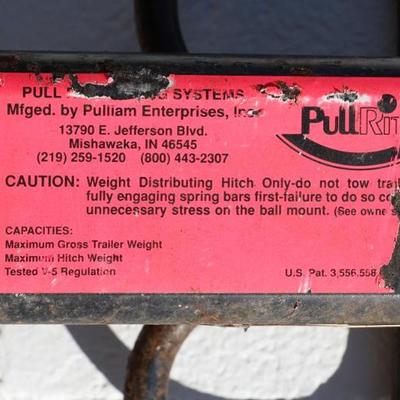 PULL SYSTEMS
Mfged. by Pulliam Enterprises, Inc.
13790 E. Jefferson Blvd.
Mishawaka, IN 46545
(219) 259-1520 (800) 443-2307
PullRit
CAUTION: Weight Distributing Hitch Only-do not tow trai
fully engaging spring bars first-failure to do so co
unnecessary stress on the ball mount. (See owne s
CAPACITIES:
Maximum Gross Trailer Weight
Maximum Hitch Weight
Tested V-5 Regulation
U.S. Pat. 3,556,558